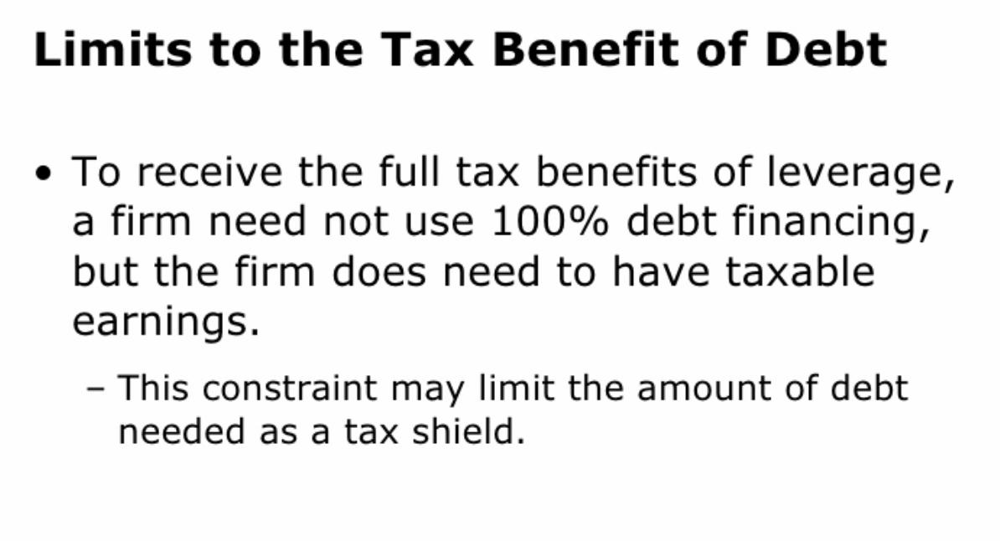 Limits to the Tax Benefit of Debt
• To receive the full tax benefits of leverage,
a firm need not use 100% debt financing,
but the firm does need to have taxable
earnings.
– This constraint may limit the amount of debt
needed as a tax shield.